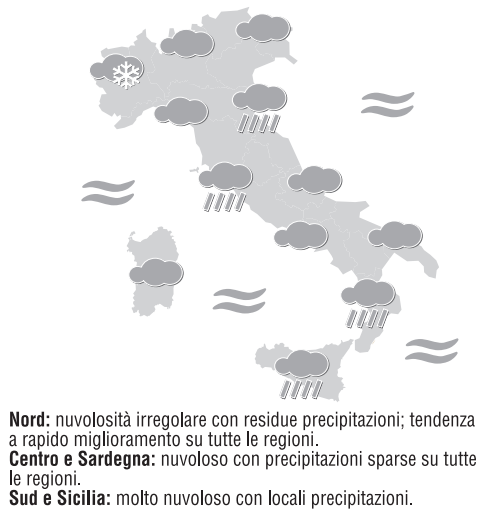 Nord: nuvolosità irregolare con residue precipitazioni; tendenza
a rapido miglioramento su tutte le regioni.
Centro e Sardegna: nuvoloso con precipitazioni sparse su tutte
le regioni.
Sud e Sicilia: molto nuvoloso con locali precipitazioni.